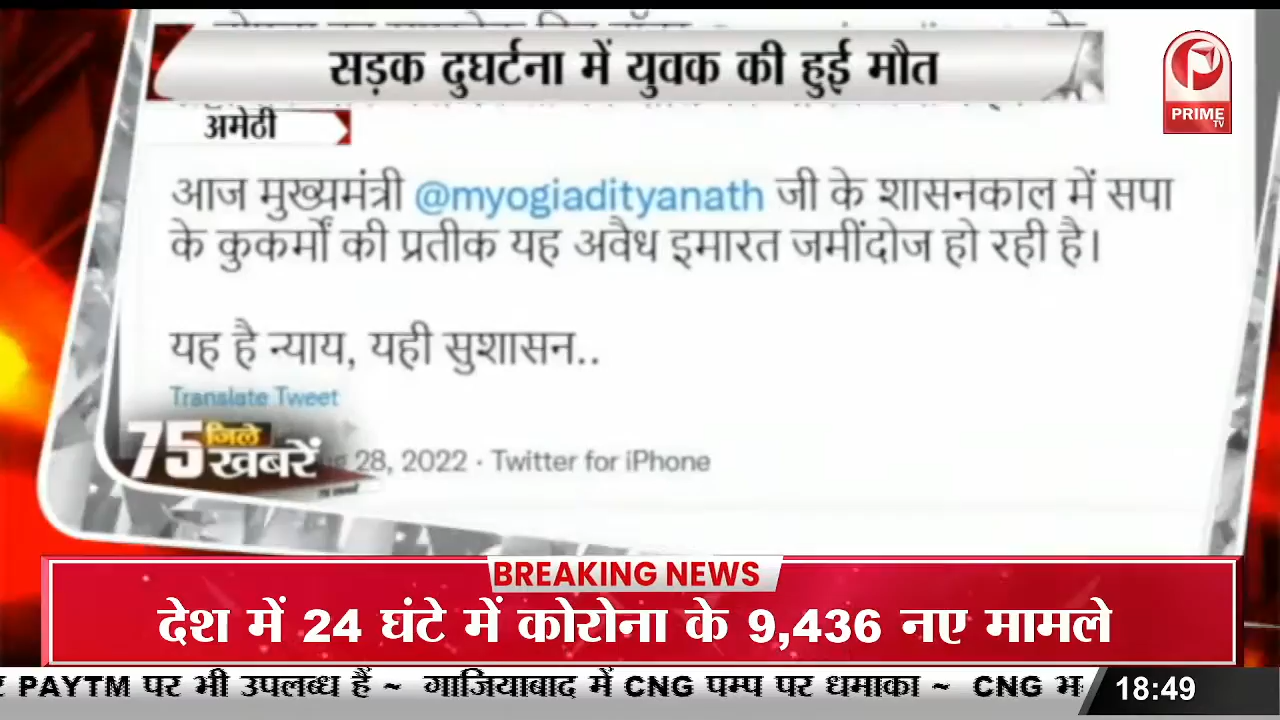 सड़क दुघर्टना में युवक की हुई मौत
PRIME
TV
अमेठी
आज मुख्यमंत्री @myogiadityanath जी के शासनकाल में सपा
के कुकर्मों की प्रतीक यह अवैध इमारत जमींदोज हो रही है।
यह है न्याय, यही सुशासन..
Translate Tweet
75 जिले
खबरें
28, 2022 · Twitter for iPhone
BREAKING NEWS
देश में 24 घंटे में कोरोना के 9,436 नए मामले
PAYTM पर भी उपलब्ध हैं ~ गाजियाबाद में CNG पम्प पर धमाका ~ CNG
18:49